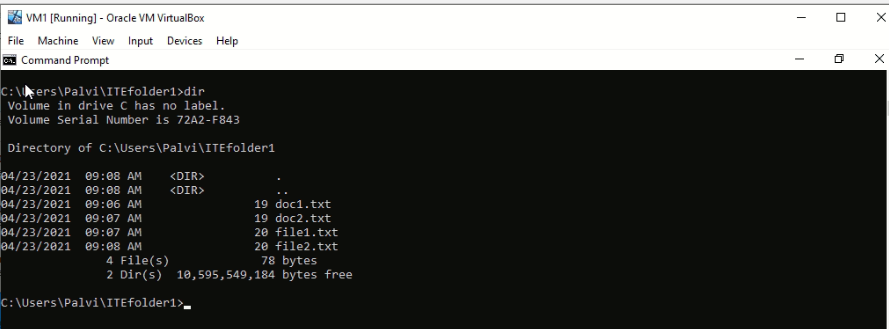 VM1 [Running] - Oracle VM VirtualBox
File Machine View Input Devices Help
Command Prompt
C:\Users\Palvi\ITEfolder1>dir
Volume in drive C has no label.
Volume Serial Number is 72A2-F843
Directory of C:\Users\Palvi\ITEfolder1
04/23/2021 09:08 AM <DIR> .
04/23/2021 09:08 AM <DIR> ..
04/23/2021 09:06 AM 19 doc1.txt
04/23/2021 09:07 AM 19 doc2.txt
04/23/2021 09:07 AM 20 file1.txt
04/23/2021 09:08 AM 20 file2.txt
4 File(s) 78 bytes
2 Dir(s) 10,595,549,184 bytes free
C:\Users\Palvi\ITEfolder1>_